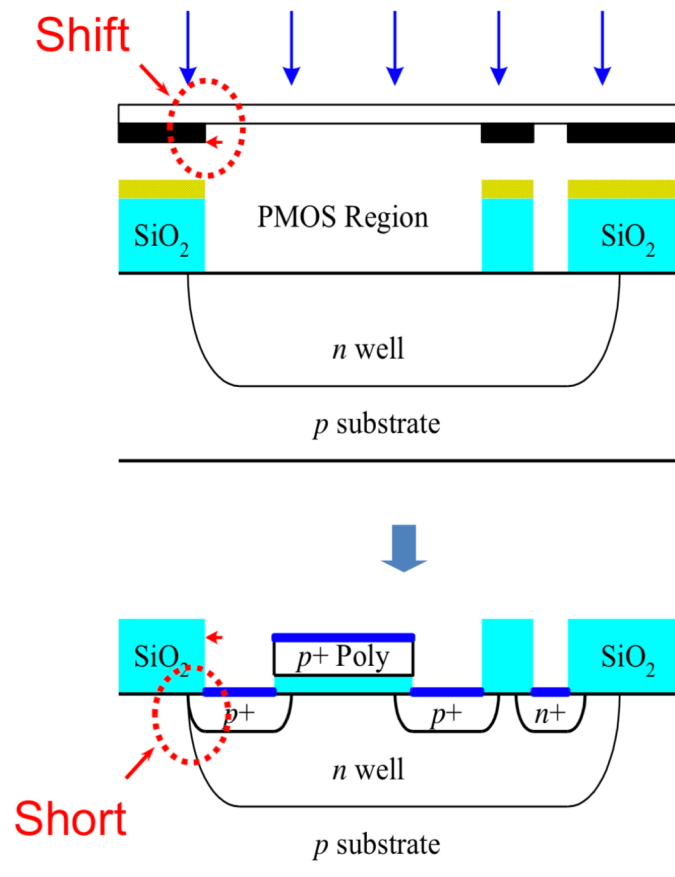 Shift
SiO₂
PMOS Region
SiO₂
n well
p substrate
SiO₂
p+ Poly
SiO₂
p+
p+
n+
n well
Short
p substrate